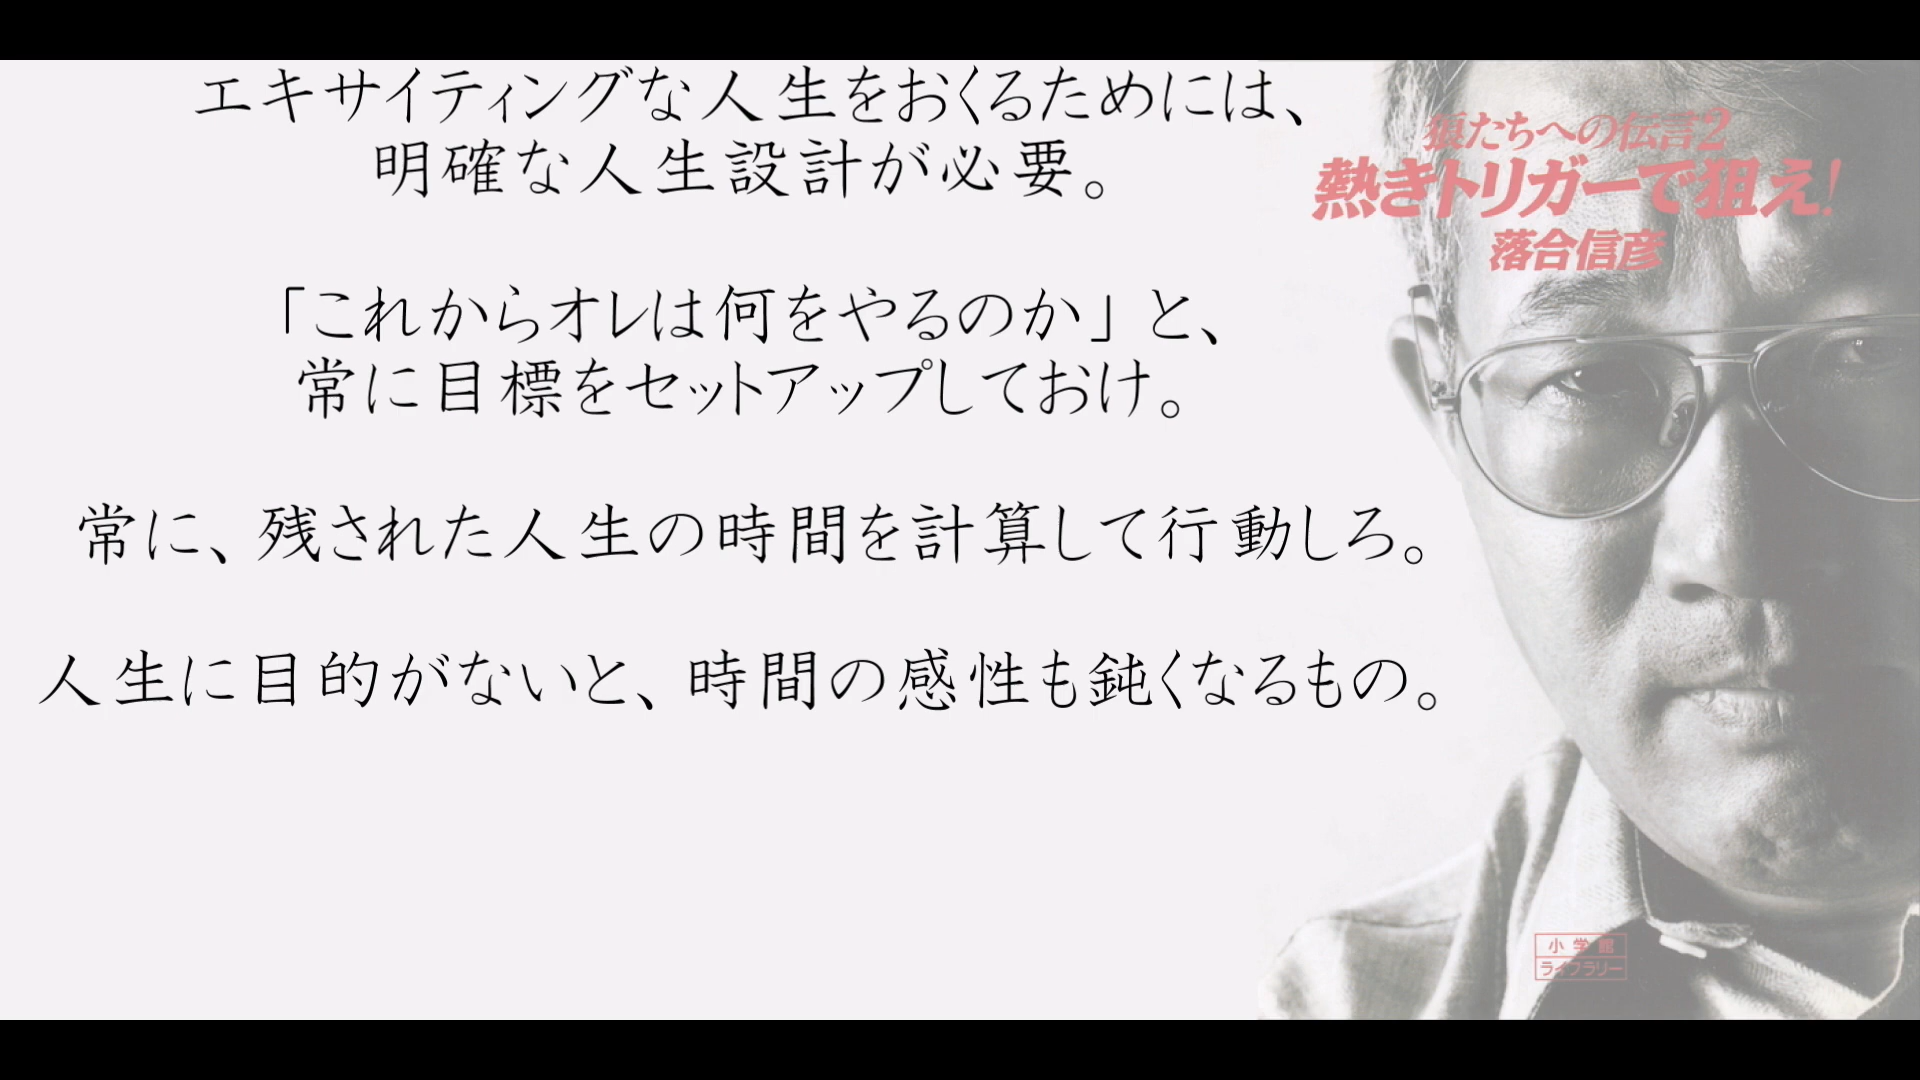 エキサイティングな人生をおくるためには、
明確な人生設計が必要。
「これからオレは何をやるのか」と、
常に目標をセットアップしておけ。
常に、残された人生の時間を計算して行動しろ。
人生に目的がないと、時間の感性も鈍くなるもの。
狼たちへの伝言2
熱きトリガーで狙え!
落合信彦
小学館
ライブラリー